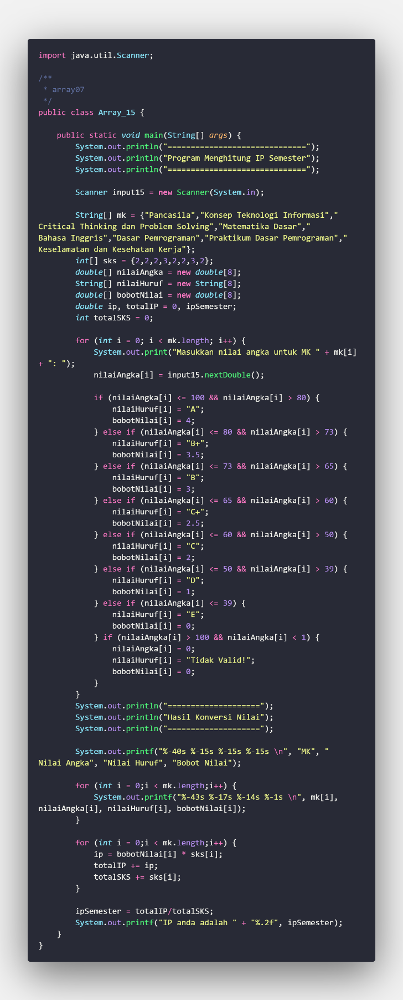 import java.util.Scanner;

/**
 * array07
 */
public class Array_15 {

    public static void main(String[] args) {
        System.out.println("==============================");
        System.out.println("Program Menghitung IP Semester");
        System.out.println("==============================");

        Scanner input15 = new Scanner(System.in);

        String[] mk = {"Pancasila","Konsep Teknologi Informasi","
Critical Thinking dan Problem Solving","Matematika Dasar","
Bahasa Inggris","Dasar Pemrograman","Praktikum Dasar Pemrograman","
Keselamatan dan Kesehatan Kerja"};
        int[] sks = {2,2,2,3,2,2,3,2};
        double[] nilaiAngka = new double[8];
        String[] nilaiHuruf = new String[8];
        double[] bobotNilai = new double[8];
        double ip, totalIP = 0, ipSemester;
        int totalSKS = 0;

        for (int i = 0; i < mk.length; i++) {
            System.out.print("Masukkan nilai angka untuk MK " + mk[i]
+ ": ");
            nilaiAngka[i] = input15.nextDouble();

            if (nilaiAngka[i] <= 100 && nilaiAngka[i] > 80) {
                nilaiHuruf[i] = "A";
                bobotNilai[i] = 4;
            } else if (nilaiAngka[i] <= 80 && nilaiAngka[i] > 73) {
                nilaiHuruf[i] = "B+";
                bobotNilai[i] = 3.5;
            } else if (nilaiAngka[i] <= 73 && nilaiAngka[i] > 65) {
                nilaiHuruf[i] = "B";
                bobotNilai[i] = 3;
            } else if (nilaiAngka[i] <= 65 && nilaiAngka[i] > 60) {
                nilaiHuruf[i] = "C+";
                bobotNilai[i] = 2.5;
            } else if (nilaiAngka[i] <= 60 && nilaiAngka[i] > 50) {
                nilaiHuruf[i] = "C";
                bobotNilai[i] = 2;
            } else if (nilaiAngka[i] <= 50 && nilaiAngka[i] > 39) {
                nilaiHuruf[i] = "D";
                bobotNilai[i] = 1;
            } else if (nilaiAngka[i] <= 39) {
                nilaiHuruf[i] = "E";
                bobotNilai[i] = 0;
            } if (nilaiAngka[i] > 100 && nilaiAngka[i] < 1) {
                nilaiAngka[i] = 0;
                nilaiHuruf[i] = "Tidak Valid!";
                bobotNilai[i] = 0;
            }
        }
        System.out.println("====================");
        System.out.println("Hasil Konversi Nilai");
        System.out.println("====================");

        System.out.printf("%-40s %-15s %-15s %-15s \n", "MK", "
Nilai Angka", "Nilai Huruf", "Bobot Nilai");

        for (int i = 0;i < mk.length;i++) {
            System.out.printf("%-43s %-17s %-14s %-1s \n", mk[i],
nilaiAngka[i], nilaiHuruf[i], bobotNilai[i]);
        }

        for (int i = 0;i < mk.length;i++) {
            ip = bobotNilai[i] * sks[i];
            totalIP += ip;
            totalSKS += sks[i];
        }

        ipSemester = totalIP/totalSKS;
        System.out.printf("IP anda adalah " + "%.2f", ipSemester);
    }
}